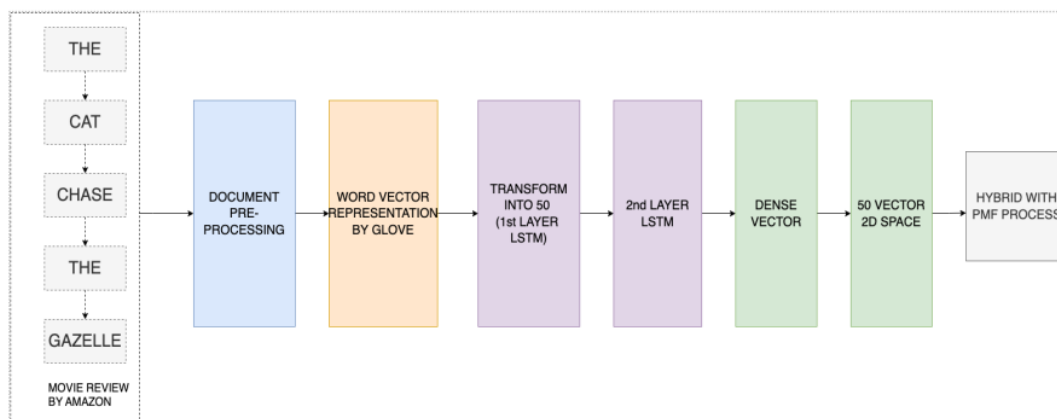 THE
CAT
CHASE
THE
GAZELLE
MOVIE REVIEW
BY AMAZON
DOCUMENT
PRE-
PROCESSING
WORD VECTOR
REPRESENTATION
BY GLOVE
TRANSFORM
INTO 50
(1st LAYER
LSTM)
2nd LAYER
LSTM
DENSE
VECTOR
50 VECTOR
2D SPACE
HYBRID WITH
PMF PROCESS